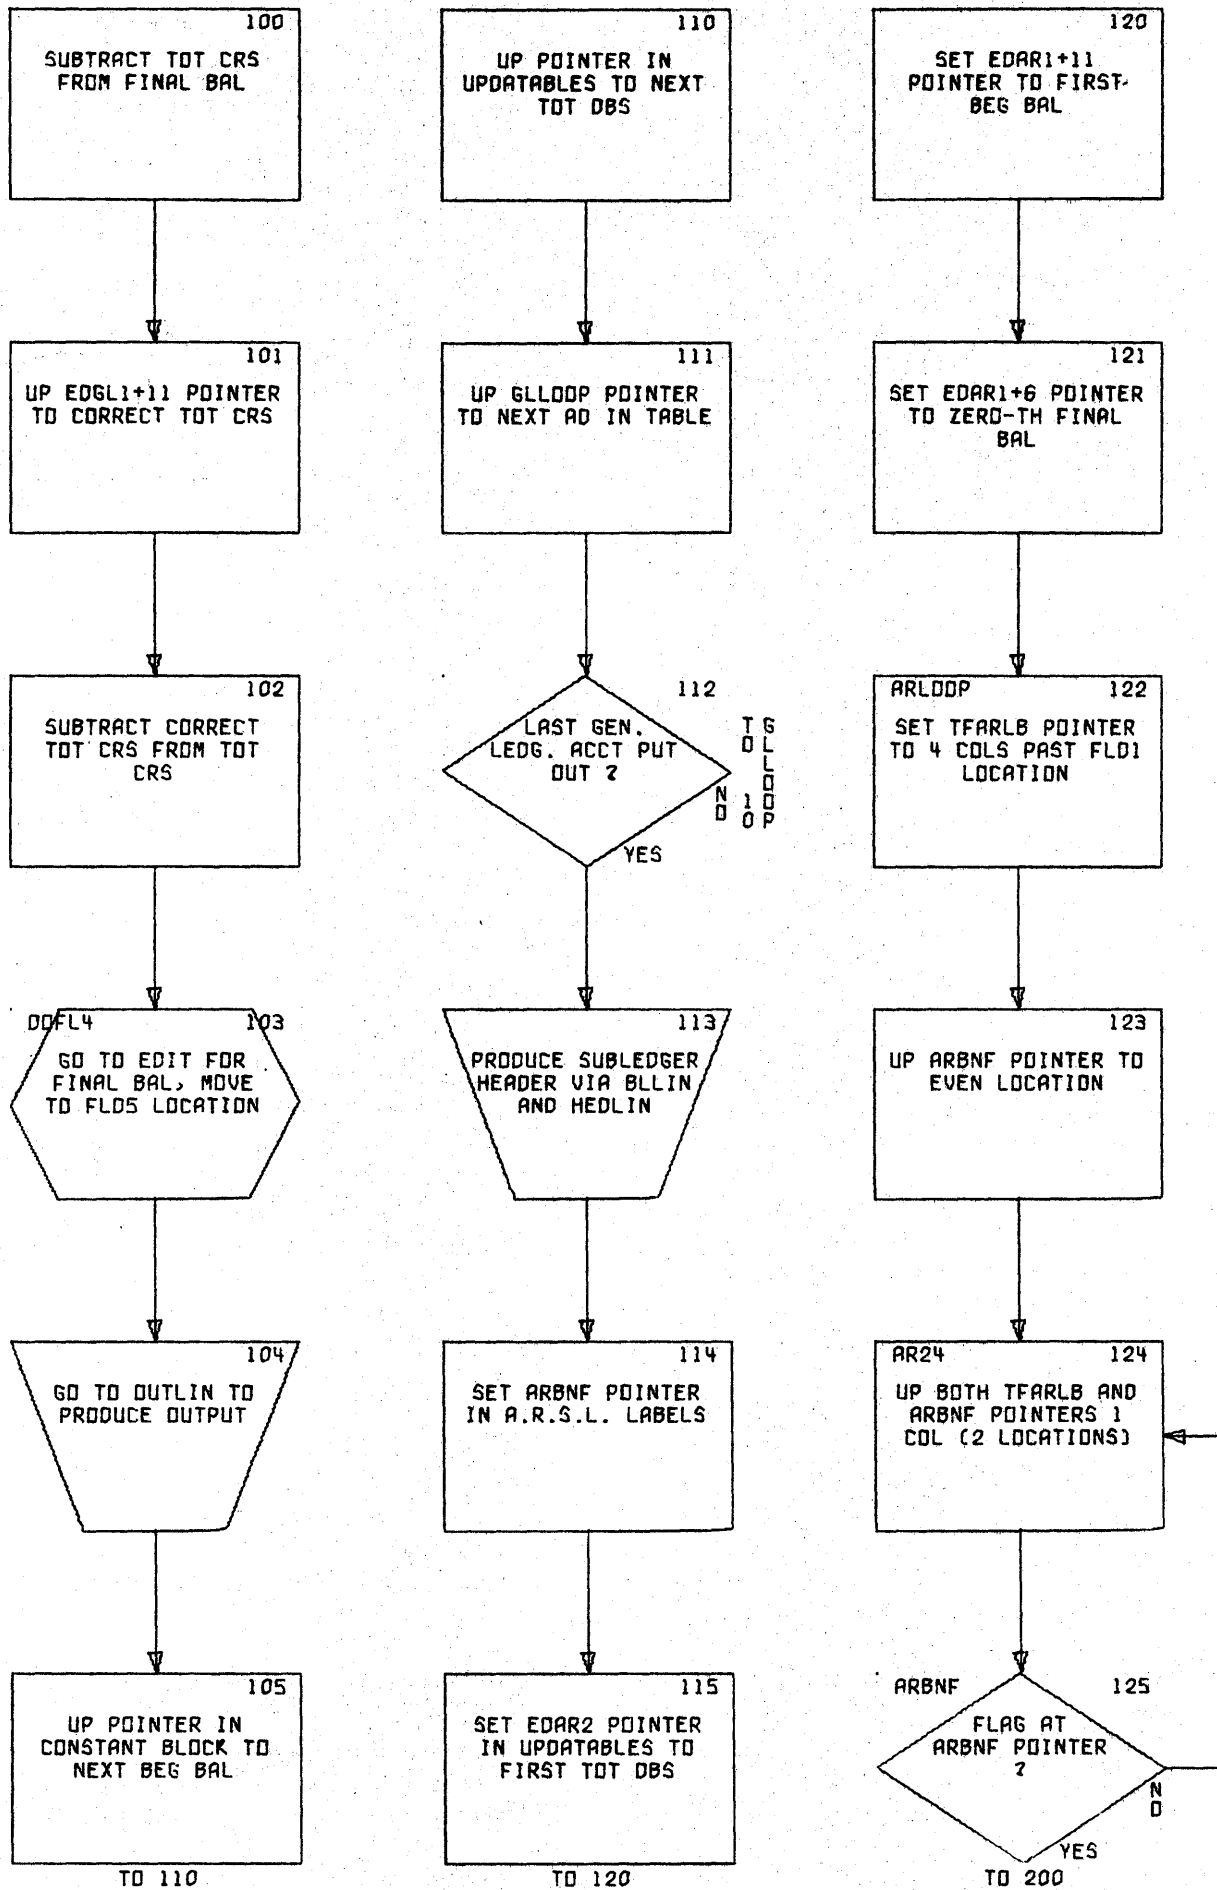 100
SUBTRACT TOT CRS
FROM FINAL BAL
101
UP EDGL1+11 POINTER
TO CORRECT TOT CRS
102
SUBTRACT CORRECT
TOT CRS FROM TOT
CRS
DOFL4 103
GO TO EDIT FOR
FINAL BAL, MOVE
TO FLD5 LOCATION
104
GO TO OUTLIN TO
PRODUCE OUTPUT
105
UP POINTER IN
CONSTANT BLOCK TO
NEXT BEG BAL
TO 110
110
UP POINTER IN
UPDATABLES TO NEXT
TOT DBS
111
UP GLLOOP POINTER
TO NEXT AD IN TABLE
112
LAST GEN.
LEDG. ACCT PUT
OUT ?
NO
TO 10
GLLOOP
YES
113
PRODUCE SUBLEDGER
HEADER VIA BLLIN
AND HEDLIN
114
SET ARBNF POINTER
IN A.R.S.L. LABELS
115
SET EDAR2 POINTER
IN UPDATABLES TO
FIRST TOT DBS
TO 120
120
SET EDAR1+11
POINTER TO FIRST
BEG BAL
121
SET EDAR1+6 POINTER
TO ZERO-TH FINAL
BAL
ARLOOP 122
SET TFARLB POINTER
TO 4 COLS PAST FLD1
LOCATION
123
UP ARBNF POINTER TO
EVEN LOCATION
AR24 124
UP BOTH TFARLB AND
ARBNF POINTERS 1
COL (2 LOCATIONS)
ARBNF 125
FLAG AT
ARBNF POINTER
?
NO
YES
TO 200